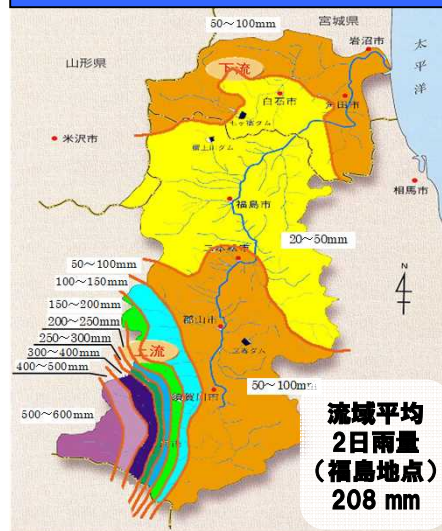 50～100mm
宮城県
岩沼市
太平洋
山形県
下流
白石市
角田市
七ヶ宿ダム
米沢市
摺上川ダム
相馬市
福島市
20～50mm
二本松市
50～100mm
100～150mm
150～200mm
200～250mm
250～300mm
300～400mm
400～500mm
500～600mm
N
郡山市
上流
三春ダム
須賀川市
50～100mm
流域平均
2日雨量
（福島地点）
208 mm